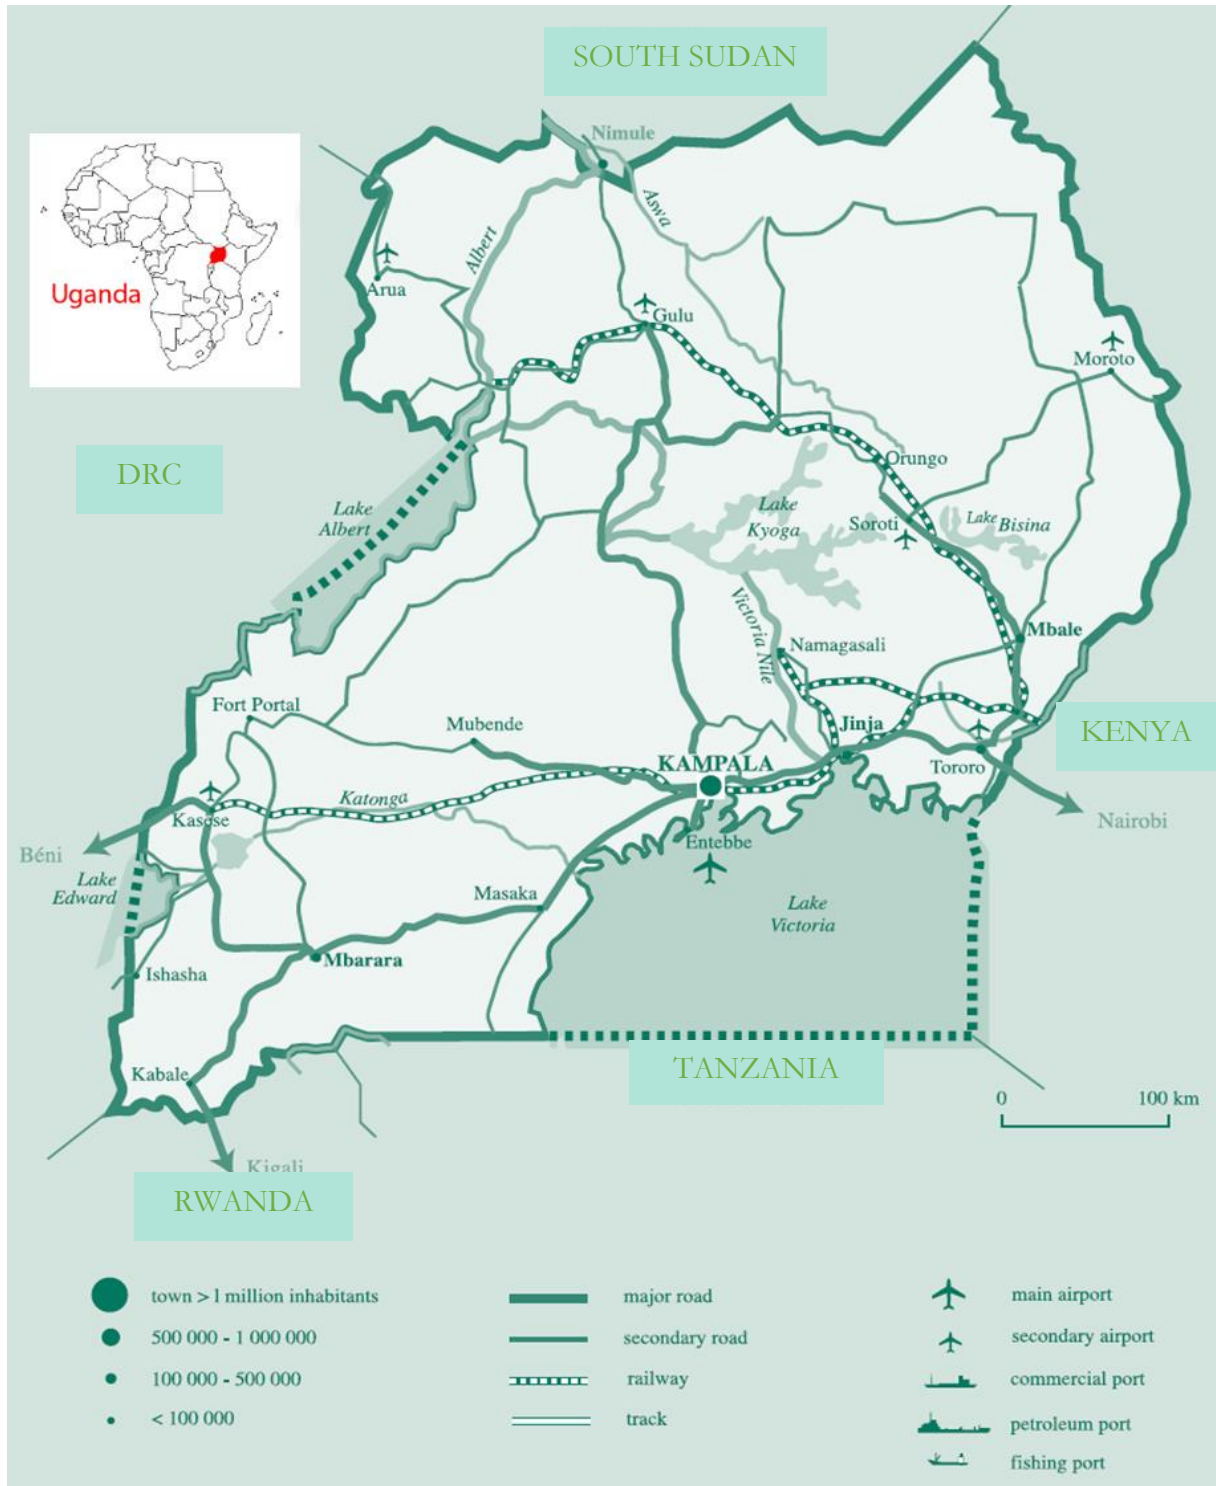 SOUTH SUDAN
Nimule
Aswa
Albert
Uganda
Arua
Gulu
Moroto
DRC
Orungo
Lake
Albert
Lake
Kyoga
Soroti
Lake Bisina
Victoria Nile
Mbale
Namagasali
Fort Portal
Mubende
Jinja
KENYA
KAMPALA
Tororo
Katonga
Kasese
Nairobi
Béni
Entebbe
Lake
Edward
Masaka
Lake
Victoria
Mbarara
Ishasha
TANZANIA
Kabale
0 100 km
Kigali
RWANDA
town > 1 million inhabitants
500 000 - 1 000 000
100 000 - 500 000
< 100 000
major road
secondary road
railway
track
main airport
secondary airport
commercial port
petroleum port
fishing port